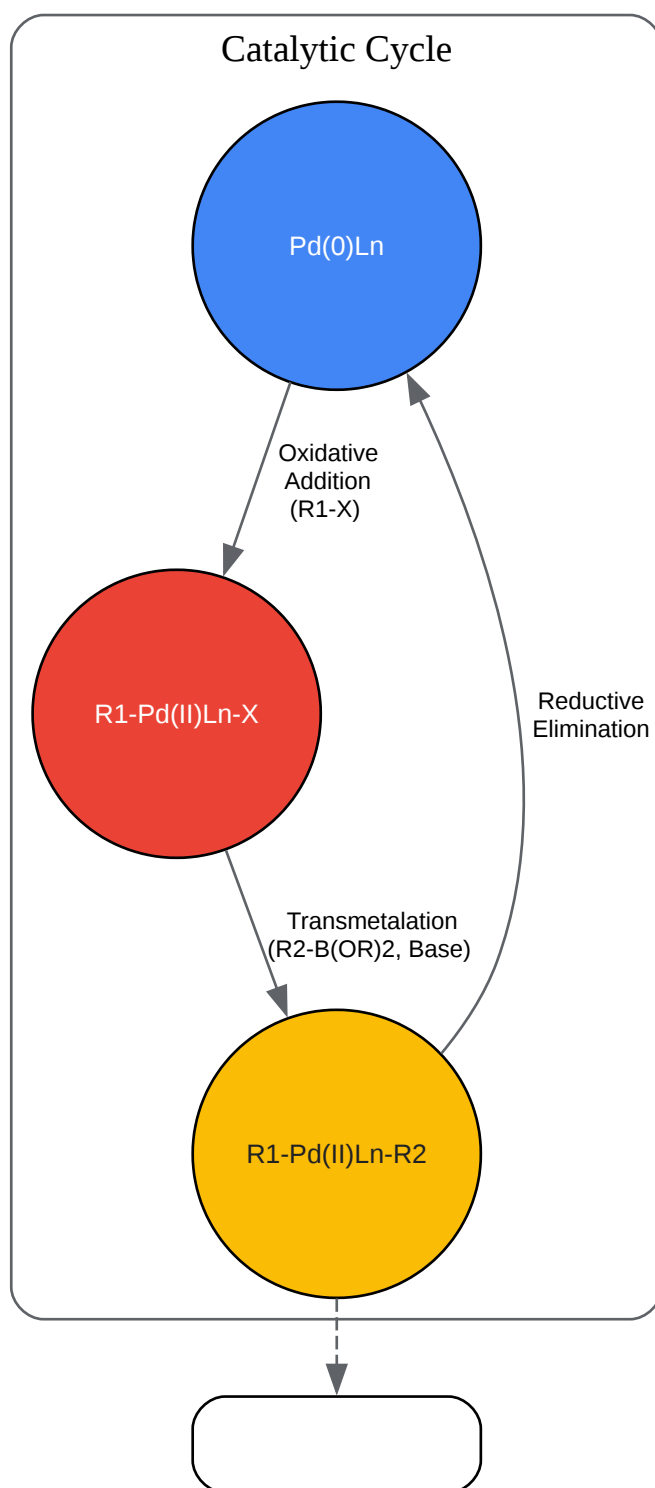 Catalytic Cycle
Pd(0)Ln
Oxidative
Addition
(R1-X)
R1-Pd(II)Ln-X
Reductive
Elimination
Transmetalation
(R2-B(OR)2, Base)
R1-Pd(II)Ln-R2